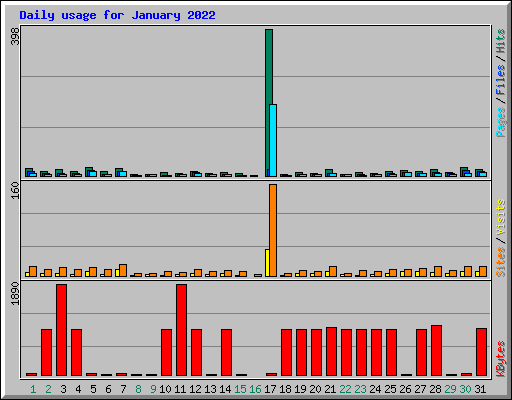 Daily usage for January 2022
398
Pages / Files / Hits
160
Sites / Visits
1890
KBytes
1 2 3 4 5 6 7 8 9 10 11 12 13 14 15 16 17 18 19 20 21 22 23 24 25 26 27 28 29 30 31